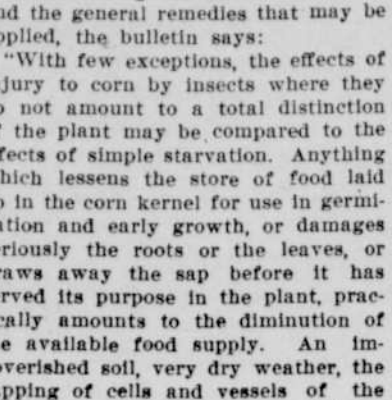 nd the general remedies that may be
pplied, the bulletin says:
"With few exceptions, the effects of
jury to corn by insects where they
o not amount to a total distinction
f the plant may be compared to the
fects of simple starvation. Anything
hich lessens the store of food laid
p in the corn kernel for use in germi-
ation and early growth, or damages
eriously the roots or the leaves, or
raws away the sap before it has
erved its purpose in the plant, prac-
ically amounts to the diminution of
e available food supply. An im-
overished soil, very dry weather, the
pping of cells and vessels of the